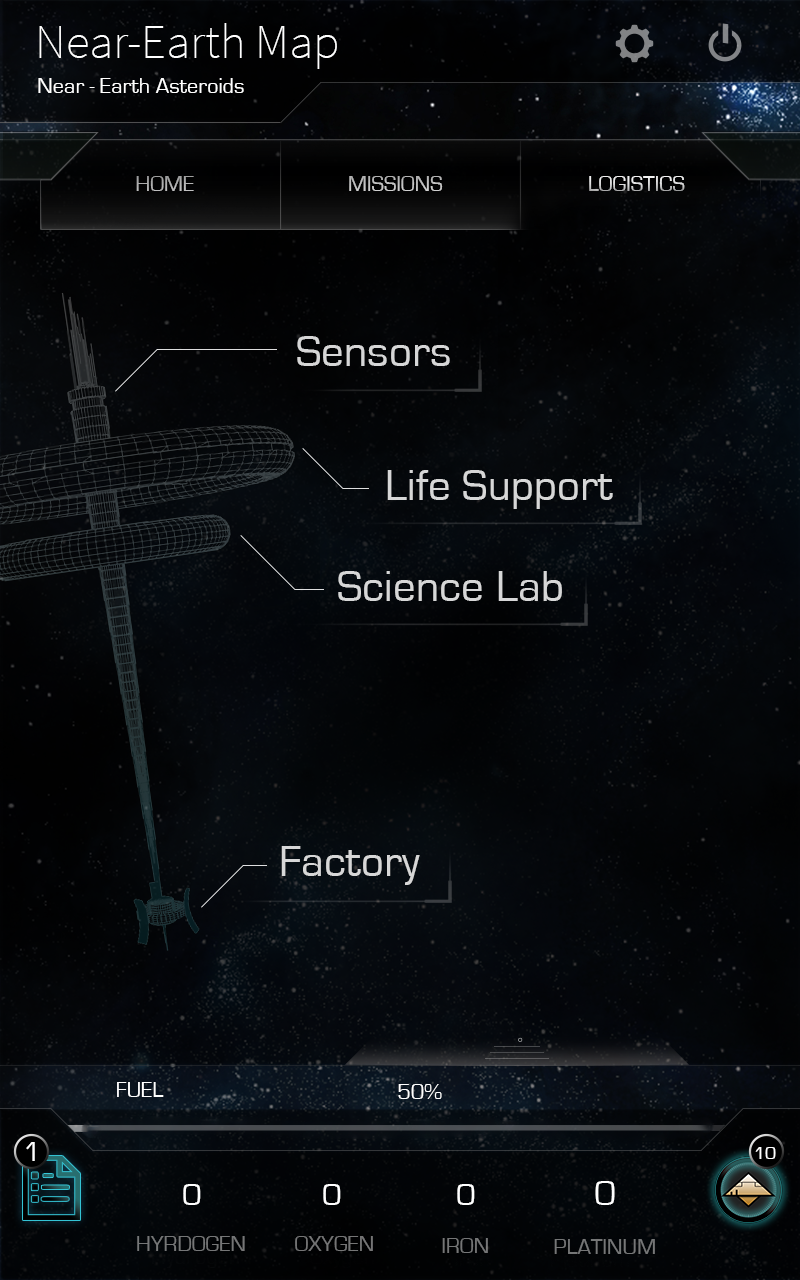 Near-Earth Map
Near - Earth Asteroids
HOME MISSIONS LOGISTICS
Sensors
Life Support
Science Lab
Factory
FUEL 50%
1 10
0 0 0 0
HYRDOGEN OXYGEN IRON PLATINUM